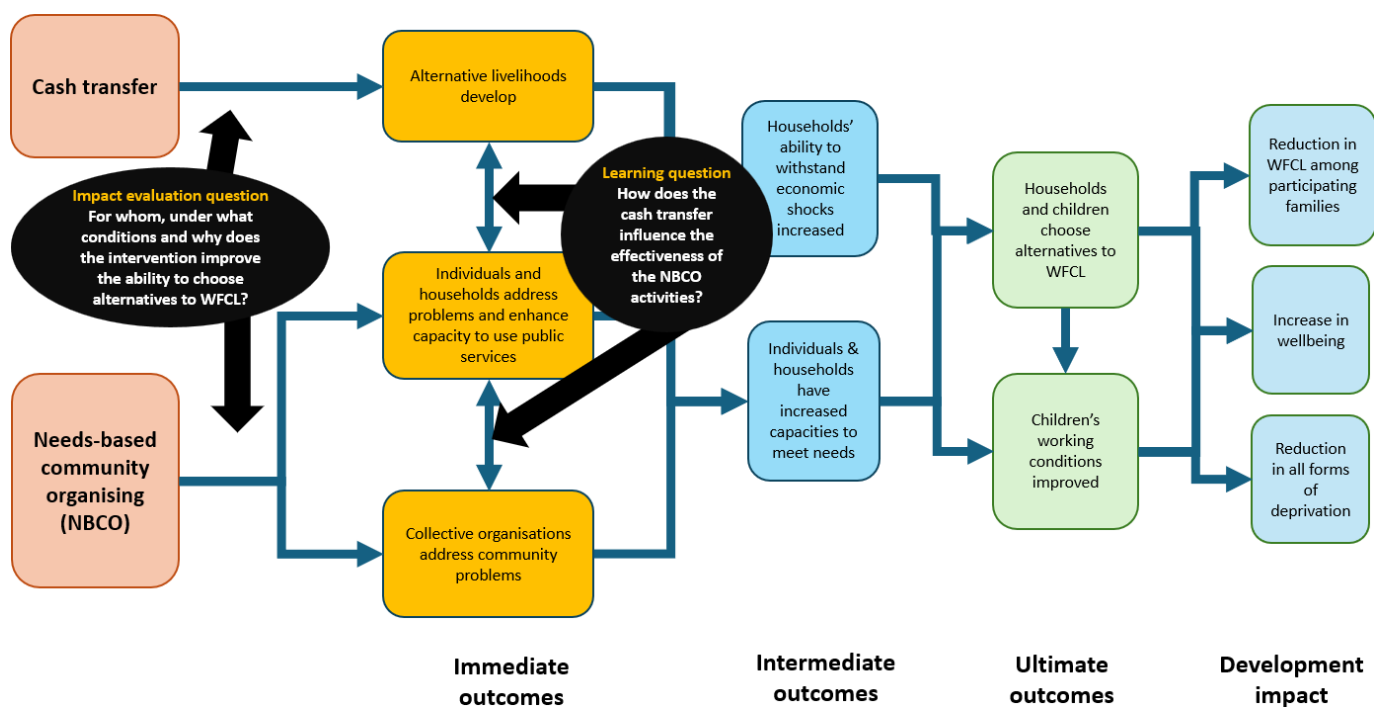 Cash transfer
Impact evaluation question
For whom, under what
conditions and why does
the intervention improve
the ability to choose
alternatives to WFCL?
Needs-based
community
organising
(NBCO)
Alternative livelihoods
develop
Individuals and
households address
problems and enhance
capacity to use public
services
Collective organisations
address community
problems
Learning question
How does the
cash transfer
influence the
effectiveness of
the NBCO
activities?
Households’
ability to
withstand
economic
shocks
increased
Individuals &
households
have
increased
capacities to
meet needs
Households
and children
choose
alternatives to
WFCL
Children’s
working
conditions
improved
Reduction in
WFCL among
participating
families
Increase in
wellbeing
Reduction
in all forms
of
deprivation
Immediate
outcomes
Intermediate
outcomes
Ultimate
outcomes
Development
impact